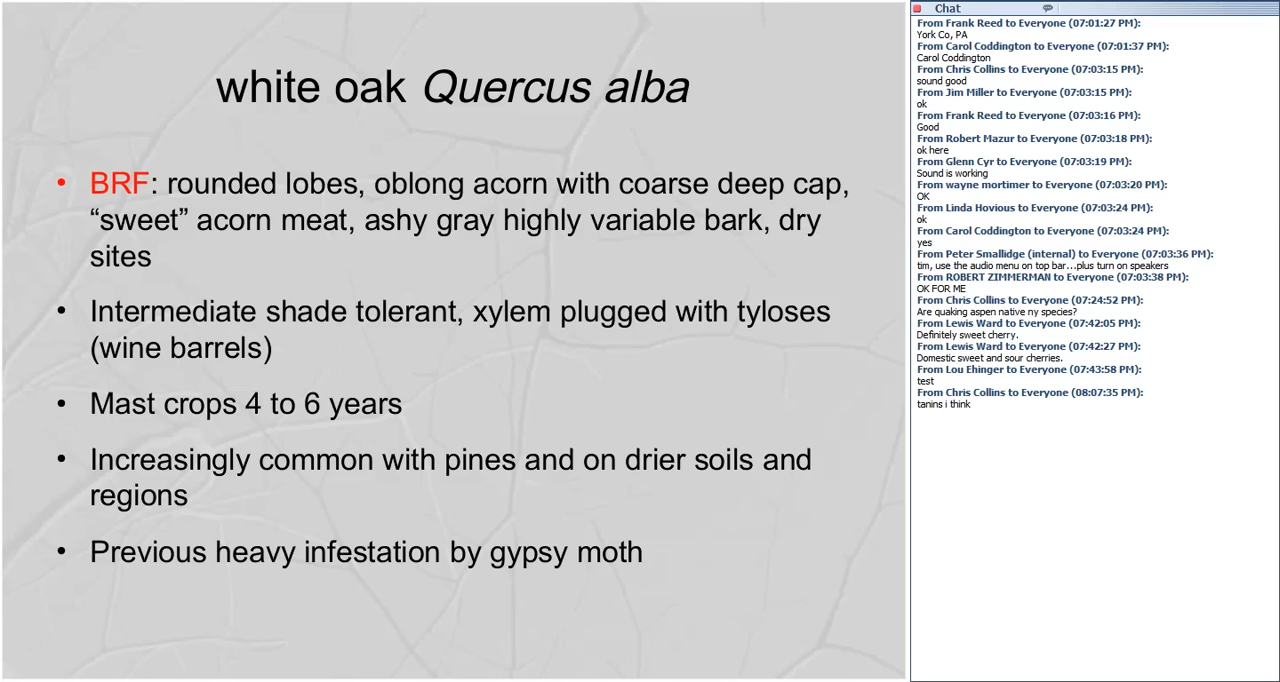 white oak Quercus alba
• BRF: rounded lobes, oblong acorn with coarse deep cap,
“sweet” acorn meat, ashy gray highly variable bark, dry
sites
• Intermediate shade tolerant, xylem plugged with tyloses
(wine barrels)
• Mast crops 4 to 6 years
• Increasingly common with pines and on drier soils and
regions
• Previous heavy infestation by gypsy moth
Chat
From Frank Reed to Everyone (07:01:27 PM):
York Co, PA
From Carol Coddington to Everyone (07:01:37 PM):
Carol Coddington
From Chris Collins to Everyone (07:03:15 PM):
sound good
From Jim Miller to Everyone (07:03:15 PM):
ok
From Frank Reed to Everyone (07:03:16 PM):
Good
From Robert Mazur to Everyone (07:03:18 PM):
ok here
From Glenn Cyr to Everyone (07:03:19 PM):
Sound is working
From wayne mortimer to Everyone (07:03:20 PM):
OK
From Linda Hovious to Everyone (07:03:24 PM):
ok
From Carol Coddington to Everyone (07:03:24 PM):
yes
From Peter Smallidge (internal) to Everyone (07:03:36 PM):
tim, use the audio menu on top bar...plus turn on speakers
From ROBERT ZIMMERMAN to Everyone (07:03:38 PM):
OK FOR ME
From Chris Collins to Everyone (07:24:52 PM):
Are quaking aspen native ny species?
From Lewis Ward to Everyone (07:42:05 PM):
Definitely sweet cherry.
From Lewis Ward to Everyone (07:42:27 PM):
Domestic sweet and sour cherries.
From Lou Ehinger to Everyone (07:43:58 PM):
test
From Chris Collins to Everyone (08:07:35 PM):
tanins i think